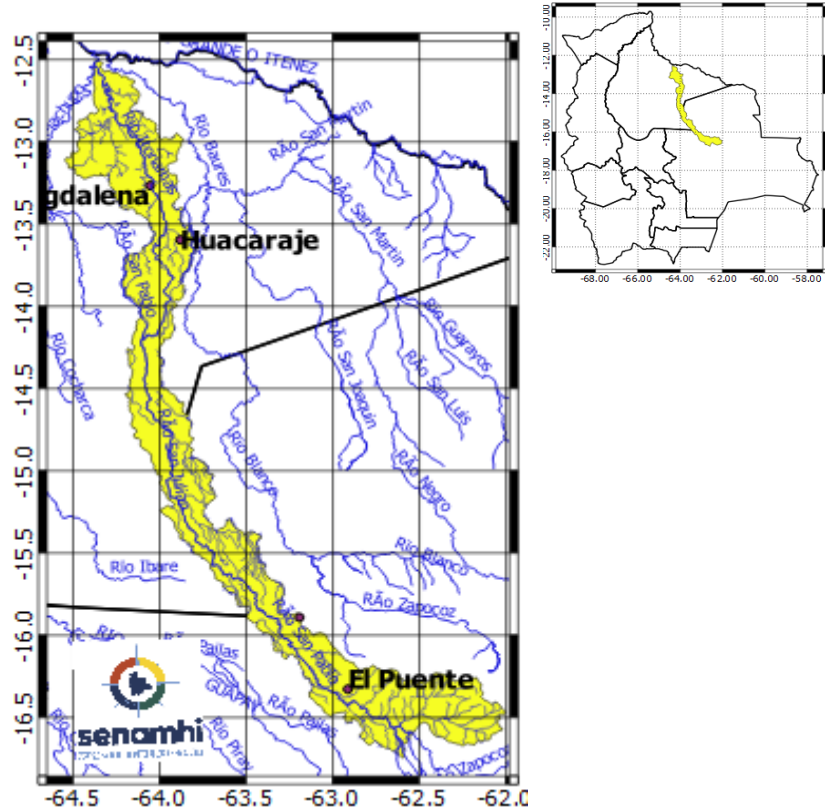 -12.5
-13.0
-13.5
-14.0
-14.5
-15.0
-15.5
-16.0
-16.5
GRANDE O ITENEZ
RÃo San Martin
Rio Baures
gdalena
Huacaraje
RÃo San Martin
RÃo San Pablo
Rio Guarayos
Rio Cocharca
RÃo San Joaquin
RÃo San Luis
Rio Blanco
RÃo Negro
Rio Blanco
Rio Ibare
RÃo Zapocoz
RÃo San Pablo
El Puente
Pailas
GUAPAY
RÃo Pailas
Rio Piray
senamhi
-64.5 -64.0 -63.5 -63.0 -62.5 -62.0
-10.00
-12.00
-14.00
-16.00
-18.00
-20.00
-22.00
-68.00 -66.00 -64.00 -62.00 -60.00 -58.00